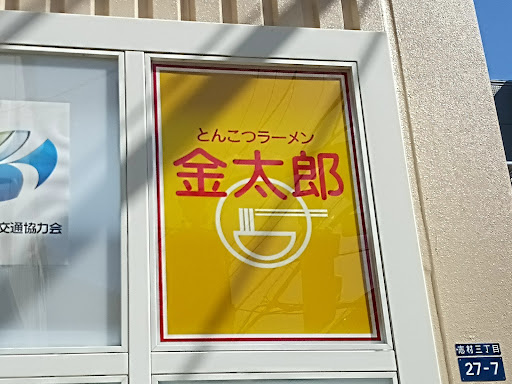 とんこつラーメン
金太郎
交通協力会
志村三丁目
27-7